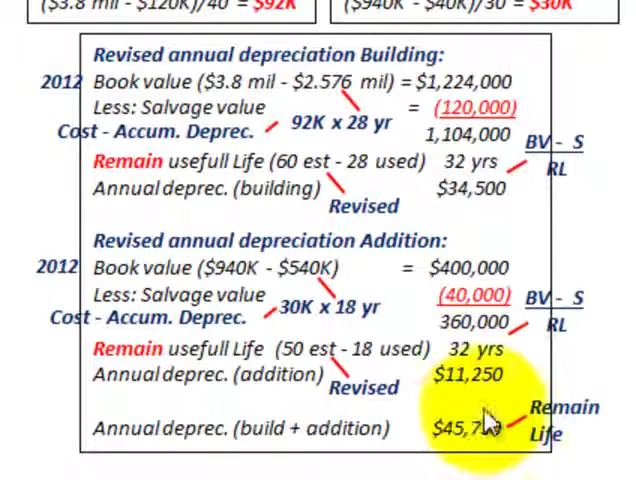 ($3.8 mil - $120K)/40 = $92K
($940K - $40K)/30 = $30K
Revised annual depreciation Building:
2012 Book value ($3.8 mil - $2.576 mil) = $1,224,000
Less: Salvage value = (120,000)
Cost - Accum. Deprec. 92K x 28 yr 1,104,000
BV - S
Remain usefull Life (60 est - 28 used) 32 yrs
RL
Annual deprec. (building) $34,500
Revised
Revised annual depreciation Addition:
2012 Book value ($940K - $540K) = $400,000
Less: Salvage value (40,000) BV - S
Cost - Accum. Deprec. 30K x 18 yr 360,000 RL
Remain usefull Life (50 est - 18 used) 32 yrs
Annual deprec. (addition) $11,250
Revised
Remain
Annual deprec. (build + addition)
Life